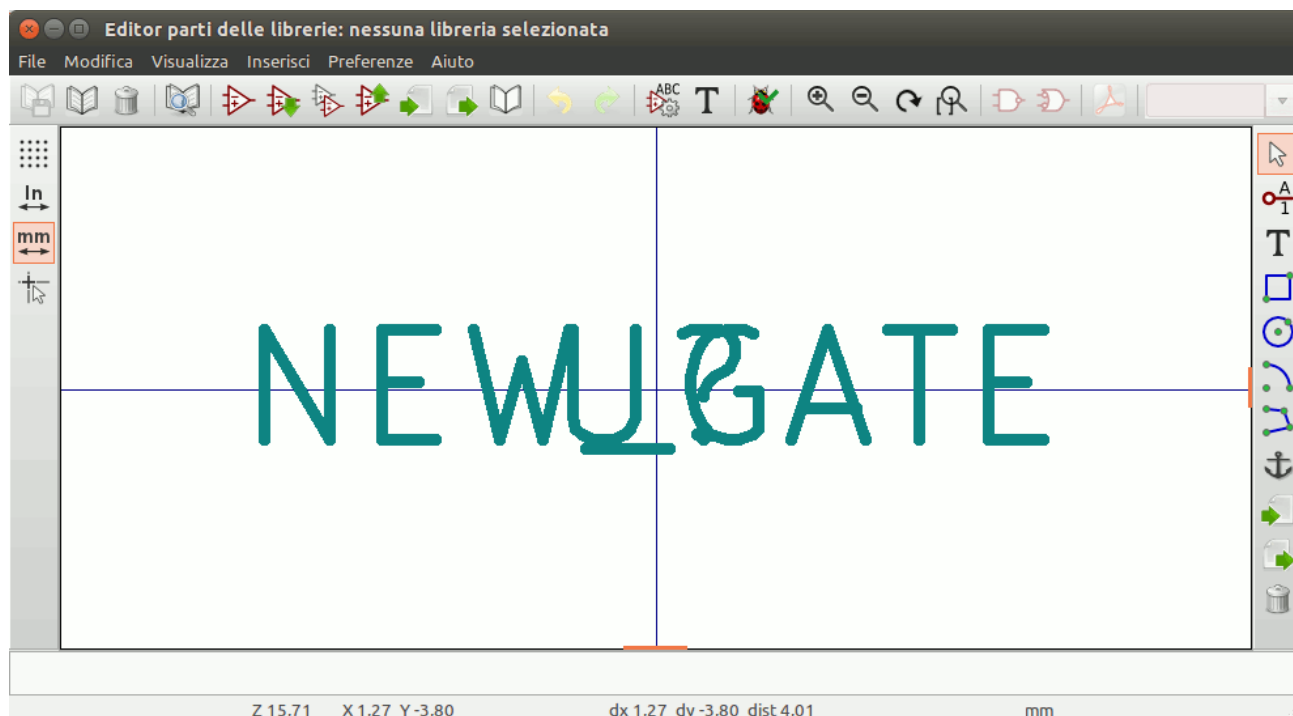 Editor parti delle librerie: nessuna libreria selezionata
File Modifica Visualizza Inserisci Preferenze Aiuto
ABC T
In
mm
A
1
T
NEWGATE
U?
Z 15.71 X 1.27 Y -3.80 dx 1.27 dy -3.80 dist 4.01 mm